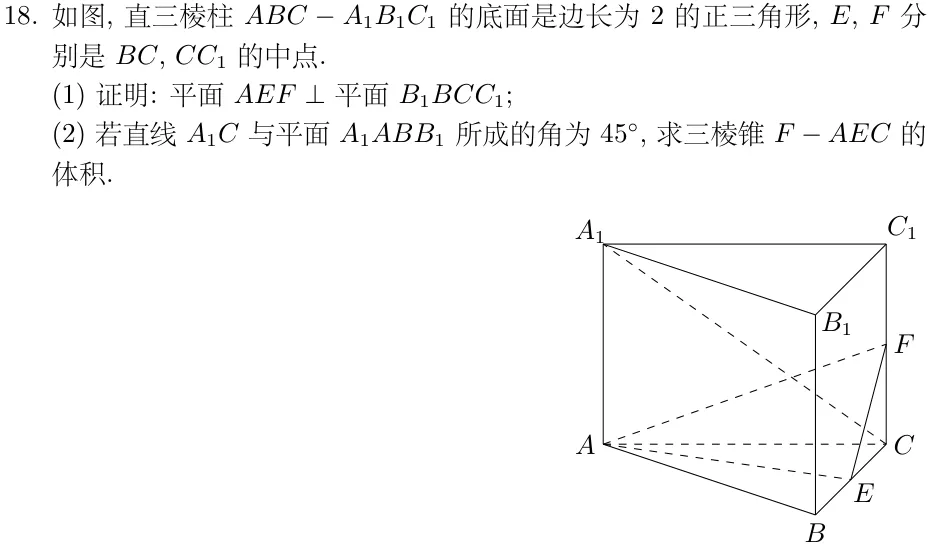 18. 如图, 直三棱柱 ABC − A₁B₁C₁ 的底面是边长为 2 的正三角形, E, F 分
别是 BC, CC₁ 的中点.
(1) 证明: 平面 AEF ⊥ 平面 B₁BCC₁;
(2) 若直线 A₁C 与平面 A₁ABB₁ 所成的角为 45°, 求三棱锥 F − AEC 的
体积.
A₁
C₁
B₁
F
A
C
E
B